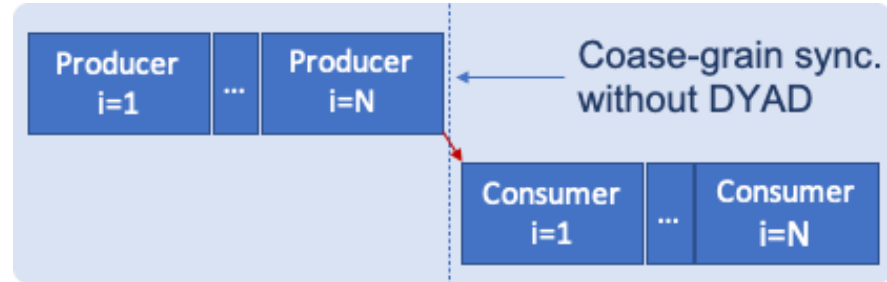 Producer
i=1
...
Producer
i=N
Coase-grain sync.
without DYAD
Consumer
i=1
...
Consumer
i=N